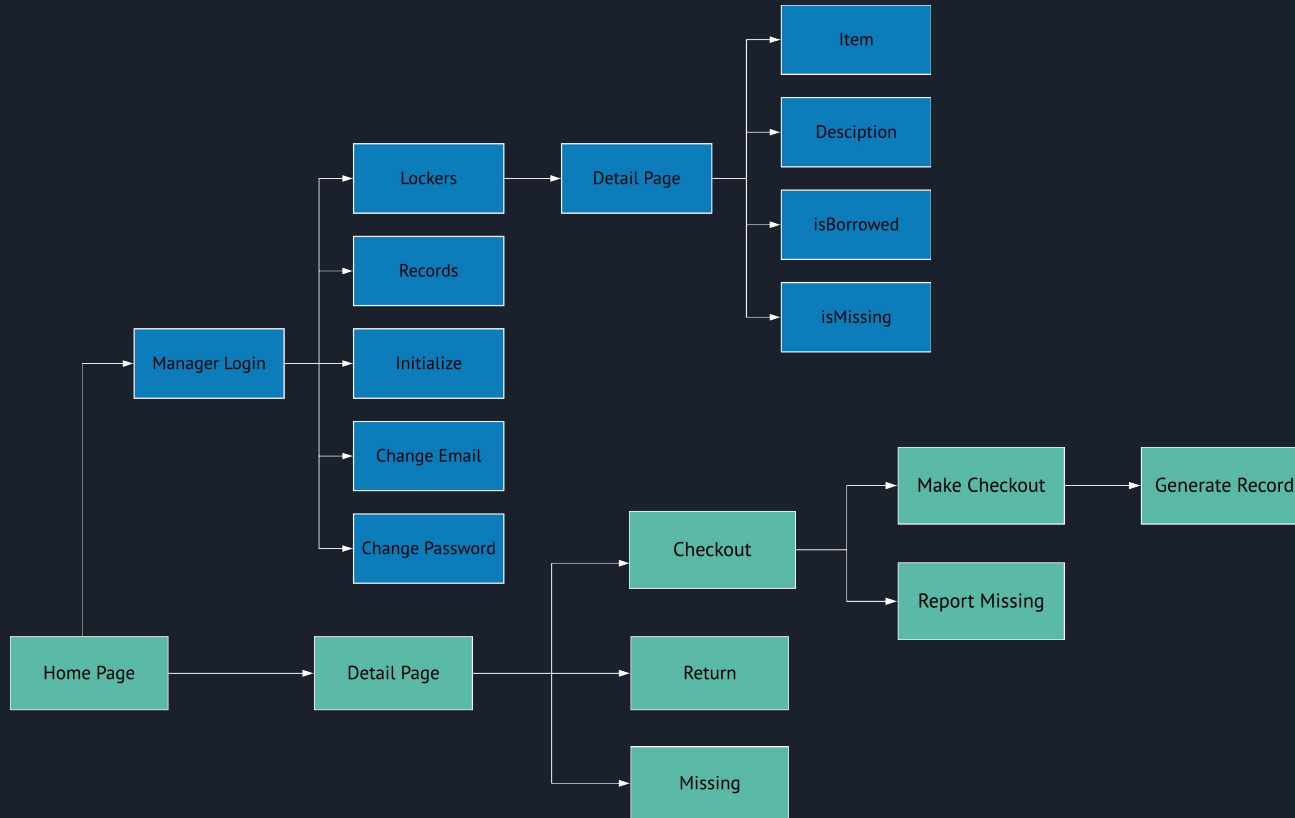 Item
Desciption
Lockers
Detail Page
isBorrowed
Records
isMissing
Manager Login
Initialize
Change Email
Change Password
Make Checkout
Generate Record
Checkout
Report Missing
Home Page
Detail Page
Return
Missing